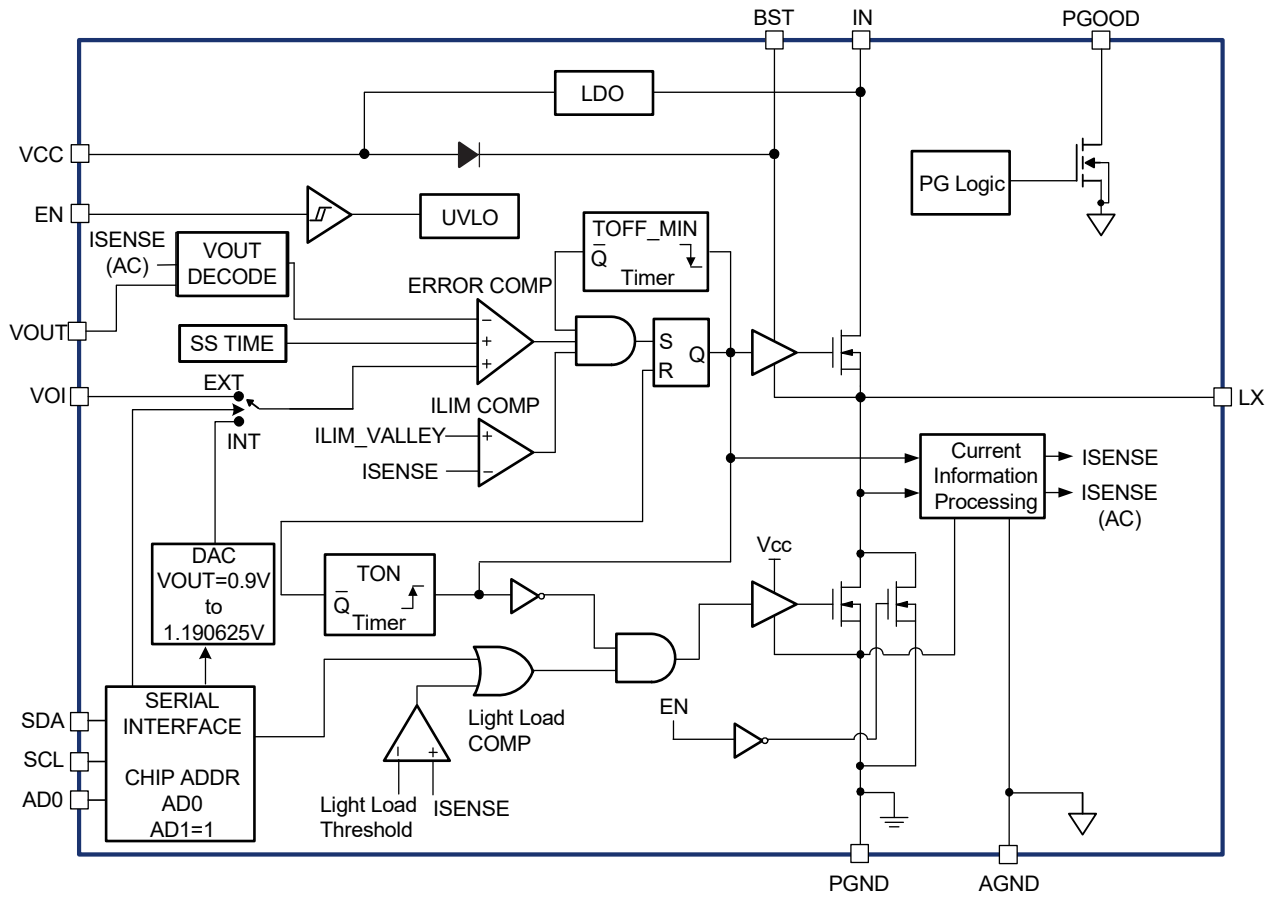 BST
IN
PGOOD
LDO
VCC
PG Logic
EN
UVLO
TOFF_MIN
Q
Timer
ISENSE
(AC)
VOUT
DECODE
ERROR COMP
VOUT
SS TIME
−
+
+
S
R
Q
VOI
EXT
INT
ILIM COMP
ILIM_VALLEY
+
ISENSE
−
LX
Current
Information
Processing
ISENSE
ISENSE
(AC)
DAC
VOUT=0.9V
to
1.190625V
TON
Q
Timer
Vcc
SERIAL
INTERFACE
CHIP ADDR
AD0
AD1=1
SDA
SCL
AD0
Light Load
COMP
− +
Light Load
Threshold
ISENSE
EN
PGND
AGND